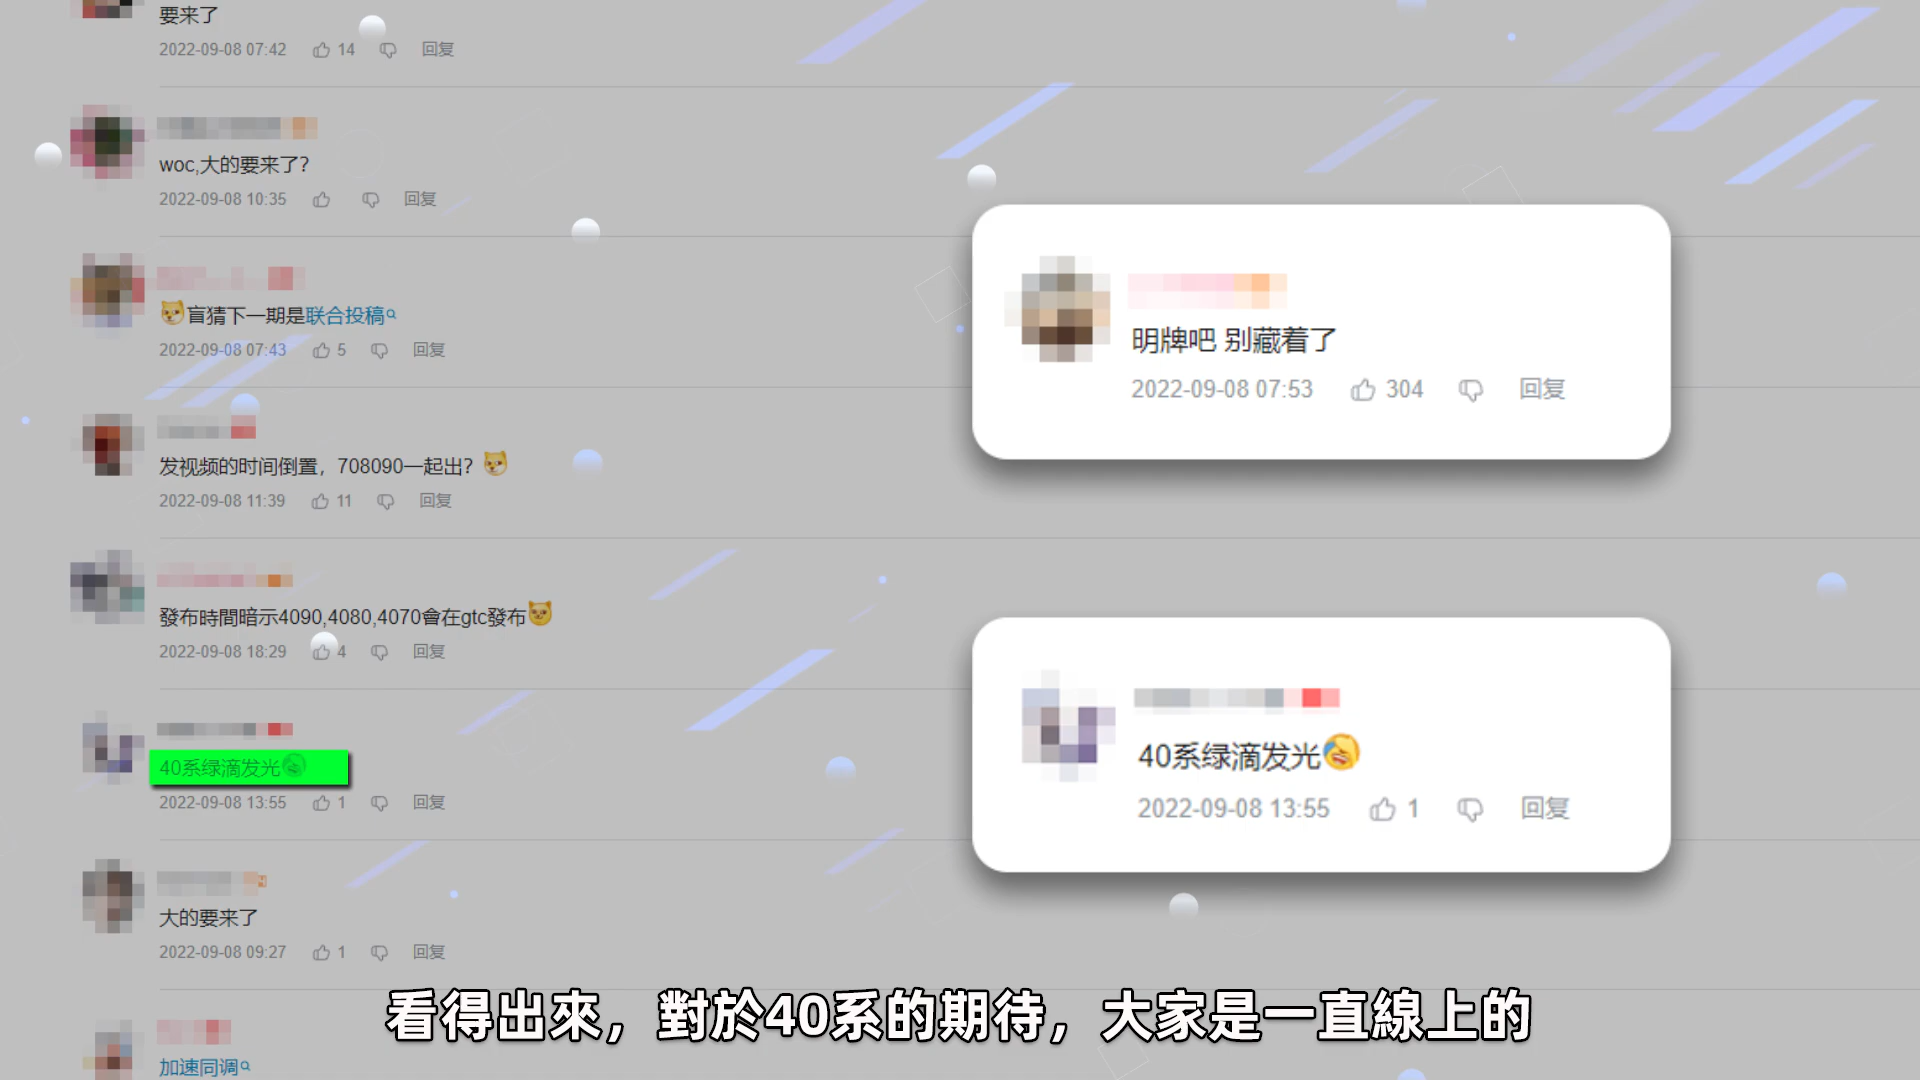 要来了
2022-09-08 07:42 14 回复
woc,大的要来了?
2022-09-08 10:35 回复
盲猜下一期是联合投稿
2022-09-08 07:43 5 回复
发视频的时间倒置，708090一起出？
2022-09-08 11:39 11 回复
發布時間暗示4090,4080,4070會在gtc發布
2022-09-08 18:29 4 回复
40系绿滴发光
2022-09-08 13:55 1 回复
大的要来了
2022-09-08 09:27 1 回复
加速同调
明牌吧 别藏着了
2022-09-08 07:53 304 回复
40系绿滴发光
2022-09-08 13:55 1 回复
看得出來，對於40系的期待，大家是一直線上的